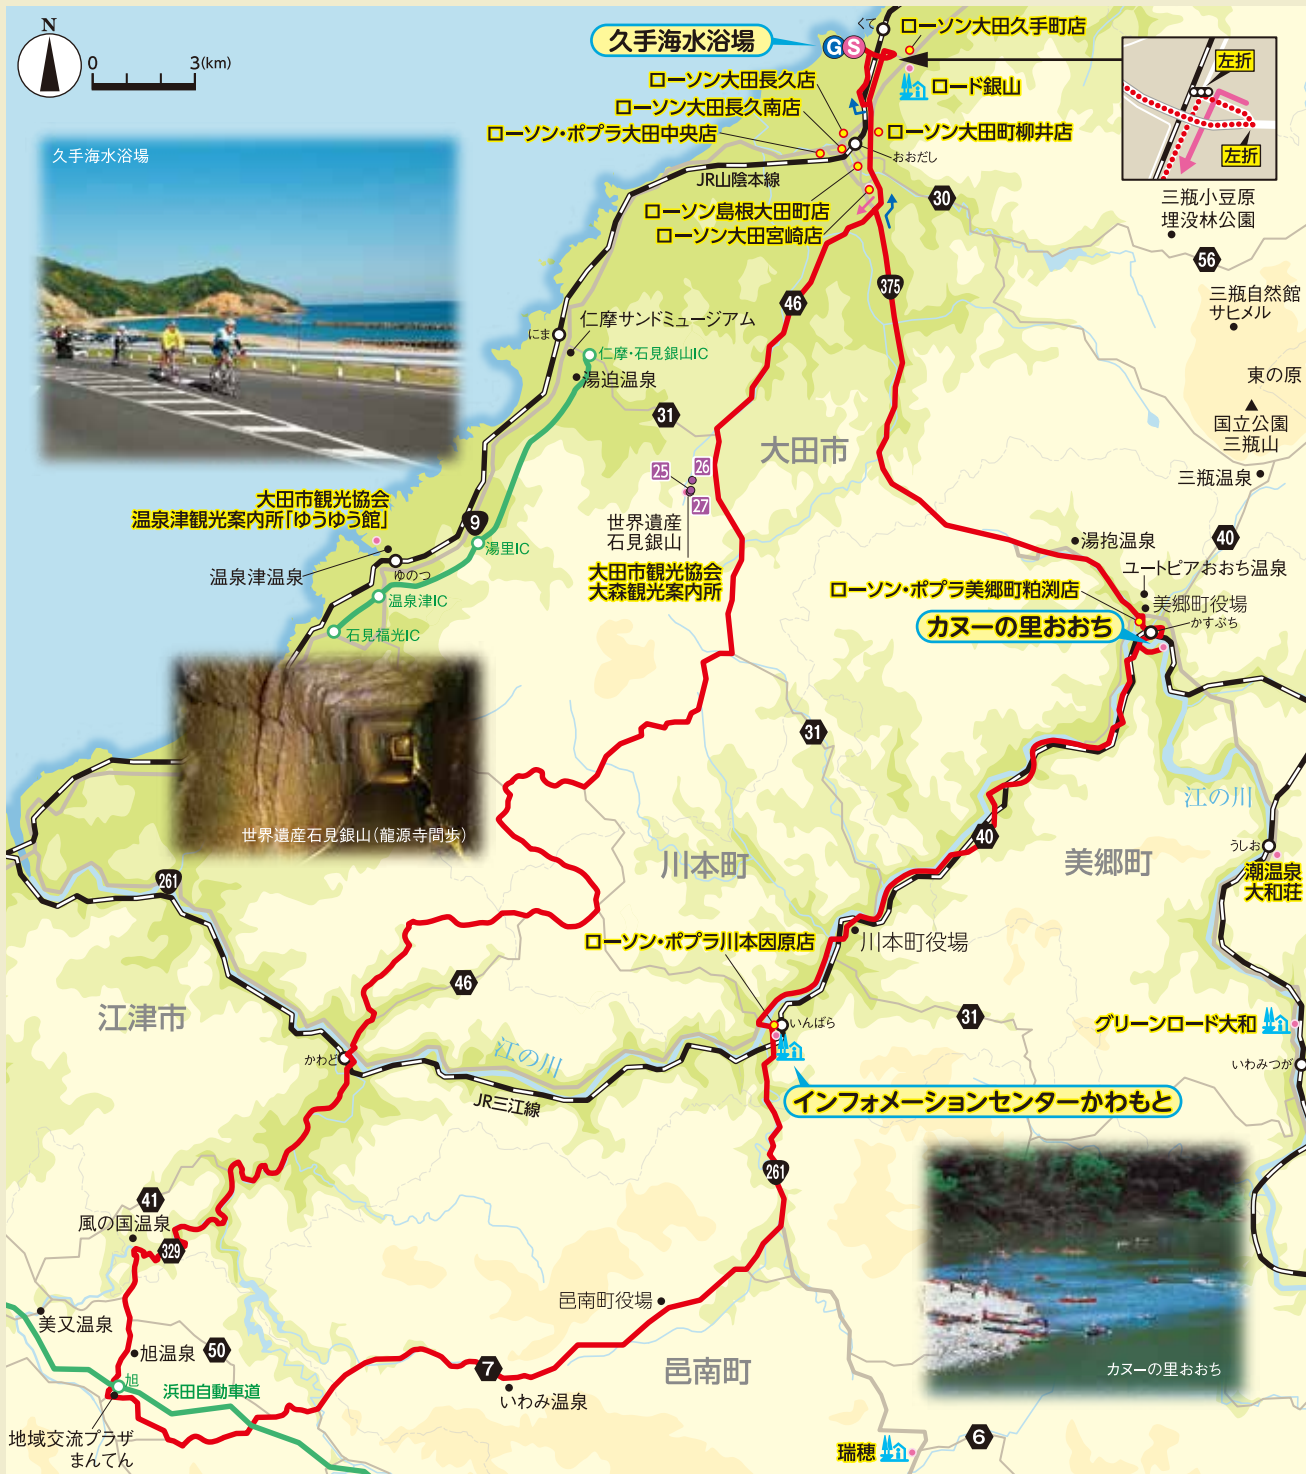 N
0 3(km)
久手海水浴場
久手海水浴場
G S
くて
ローソン大田久手町店
左折
左折
ローソン大田長久店
ロード銀山
ローソン大田長久南店
ローソン・ポプラ大田中央店
ローソン大田町柳井店
おおだし
JR山陰本線
30
三瓶小豆原
埋没林公園
ローソン島根大田町店
ローソン大田宮崎店
56
375
46
三瓶自然館
サヒメル
仁摩サンドミュージアム
にま
仁摩・石見銀山IC
湯迫温泉
東の原
31
国立公園
三瓶山
大田市
三瓶温泉
25
26
27
大田市観光協会
温泉津観光案内所「ゆうゆう館」
9
世界遺産
石見銀山
湯里IC
湯抱温泉
40
温泉津温泉
ゆのつ
大田市観光協会
大森観光案内所
ユートピアおおち温泉
温泉津IC
ローソン・ポプラ美郷町粕渕店
美郷町役場
かすぶち
石見福光IC
カヌーの里おおち
31
江の川
世界遺産石見銀山(龍源寺間歩)
40
うしお
261
川本町
美郷町
潮温泉
大和荘
ローソン・ポプラ川本因原店
川本町役場
46
江津市
31
いんばら
グリーンロード大和
かわど
江の川
いわみつが
JR三江線
インフォメーションセンターかわもと
261
41
風の国温泉
329
邑南町役場
美又温泉
旭温泉
50
7
邑南町
カヌーの里おおち
旭
浜田自動車道
いわみ温泉
地域交流プラザ
まんてん
瑞穂
6